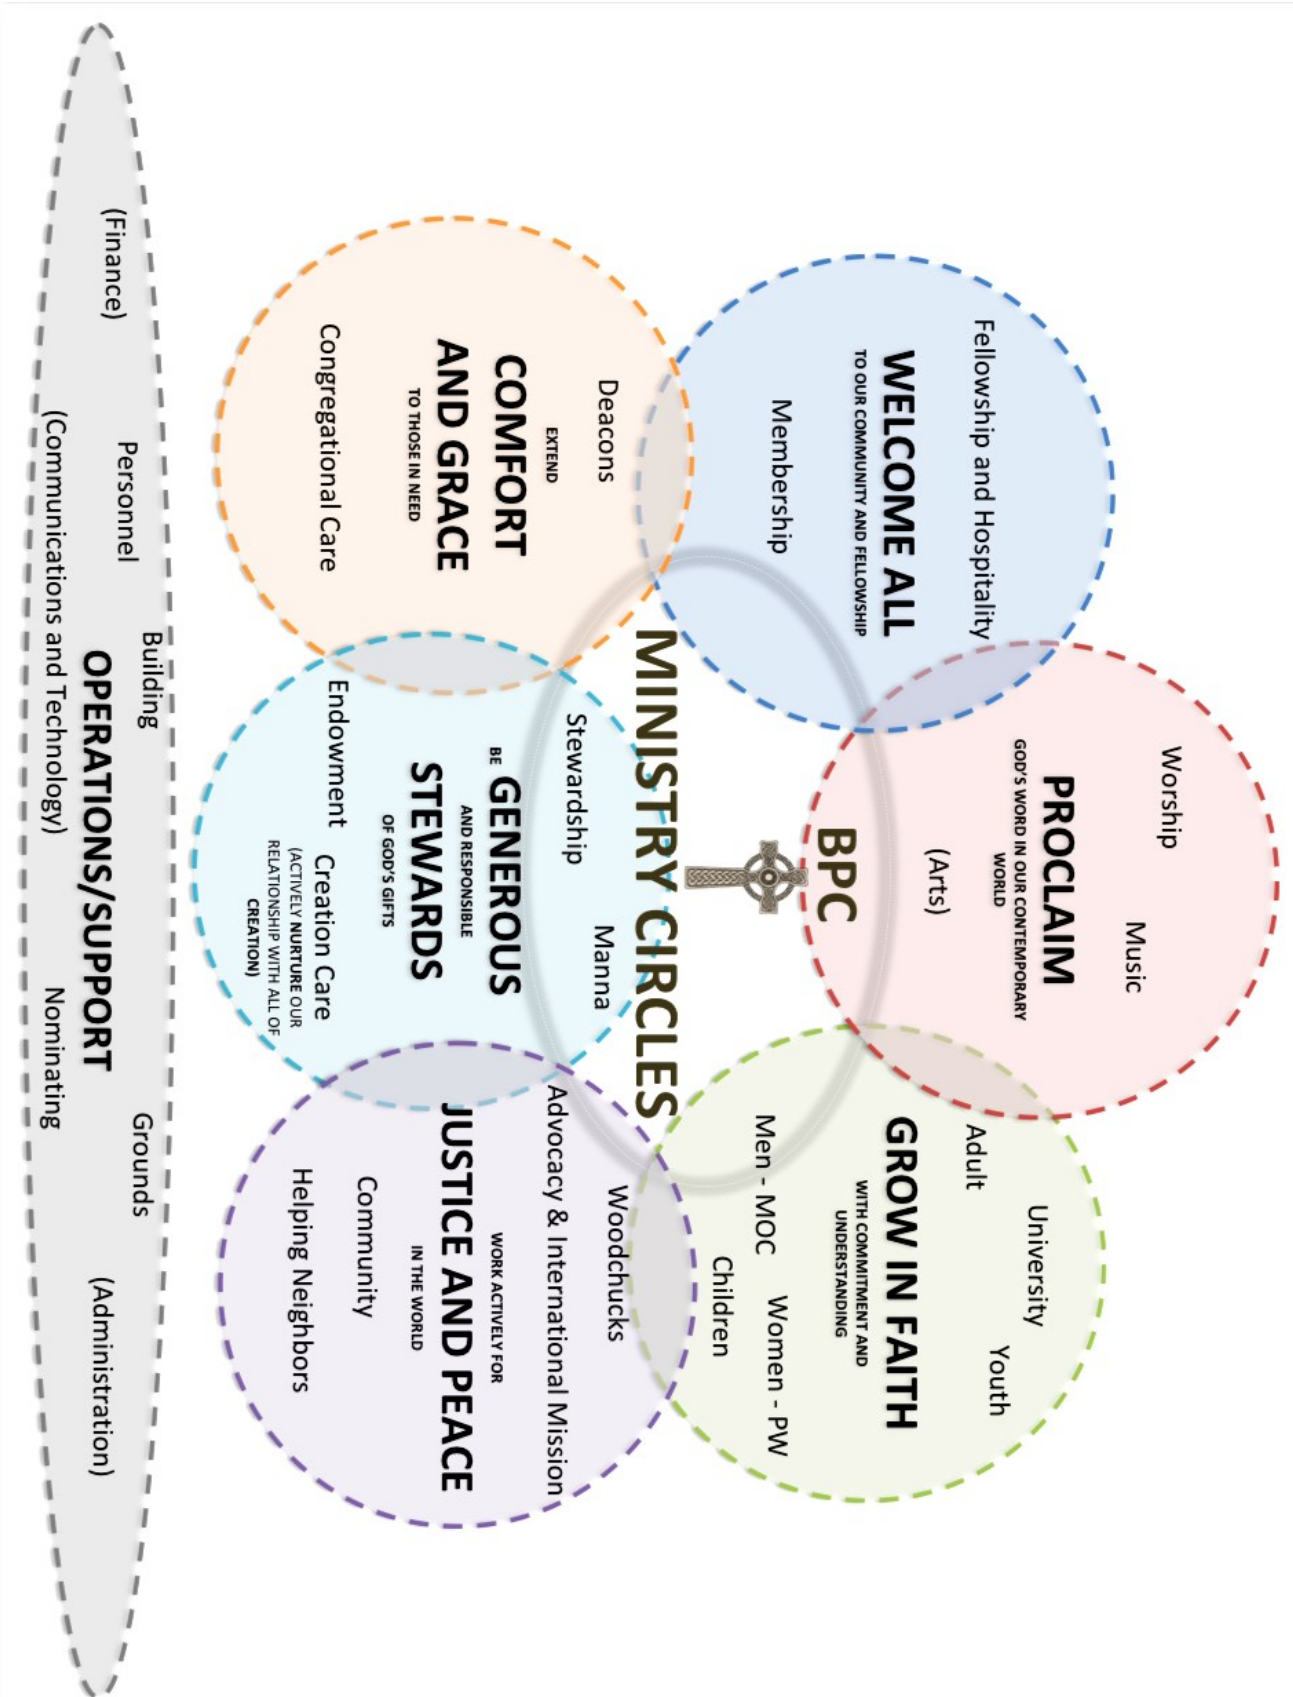 Worship
Music
PROCLAIM
GOD'S WORD IN OUR CONTEMPORARY
WORLD
(Arts)
Fellowship and Hospitality
WELCOME ALL
TO OUR COMMUNITY AND FELLOWSHIP
Membership
University
Youth
Adult
GROW IN FAITH
WITH COMMITMENT AND
UNDERSTANDING
Men - MOC
Women - PW
Children
BPC
MINISTRY CIRCLES
Deacons
EXTEND
COMFORT
AND GRACE
TO THOSE IN NEED
Congregational Care
Manna
Stewardship
BE GENEROUS
AND RESPONSIBLE
STEWARDS
OF GOD'S GIFTS
Endowment
Creation Care
(ACTIVELY NURTURE OUR
RELATIONSHIP WITH ALL OF
CREATION)
Woodchucks
Advocacy & International Mission
WORK ACTIVELY FOR
JUSTICE AND PEACE
IN THE WORLD
Community
Helping Neighbors
Building
Grounds
Personnel
(Finance)
OPERATIONS/SUPPORT
(Administration)
(Communications and Technology)
Nominating